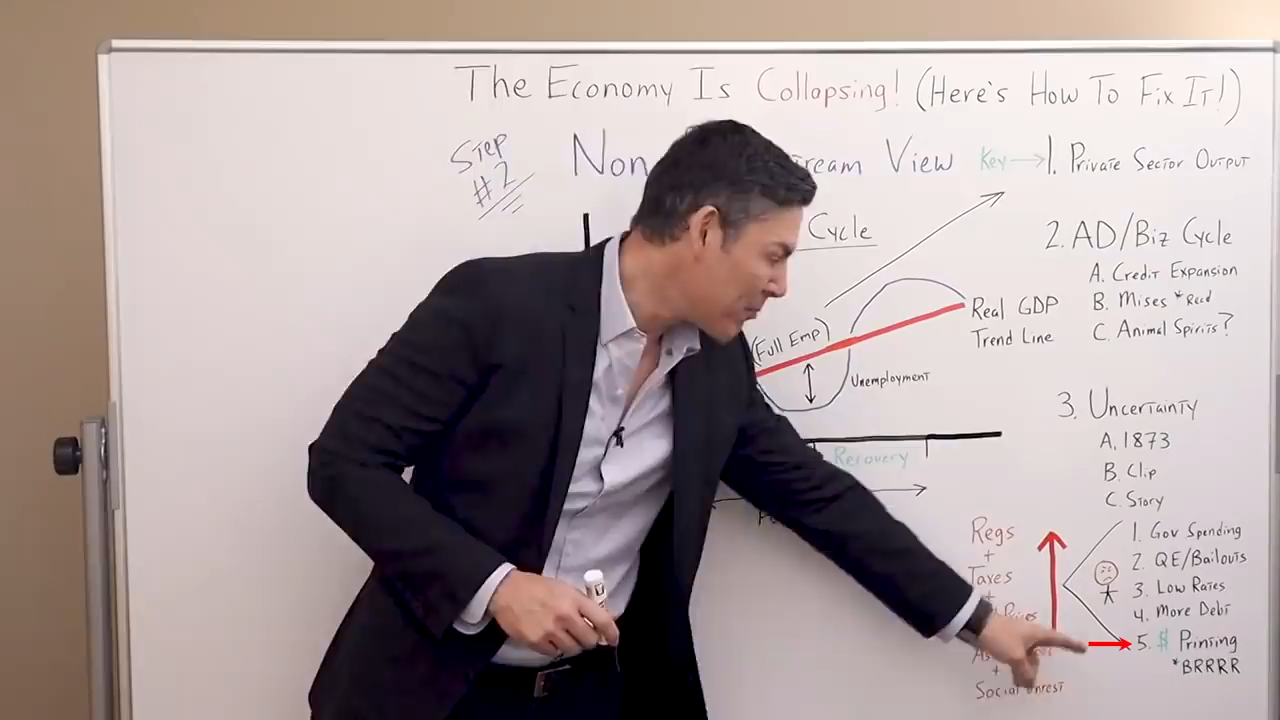 The Economy Is Collapsing! (Here's How To Fix It!)
Step
#2
Non
ream View
Key
1. Private Sector Output
Cycle
2. AD/Biz Cycle
A. Credit Expansion
B. Mises *Read
C. Animal Spirits?
Real GDP
Trend Line
(Full Emp)
Unemployment
3. Uncertainty
A. 1873
B. Clip
C. Story
Recovery
Regs
+
Taxes
+
+
Social Unrest
1. Gov Spending
2. QE/Bailouts
3. Low Rates
4. More Debt
5. $ Printing
*BRRRR